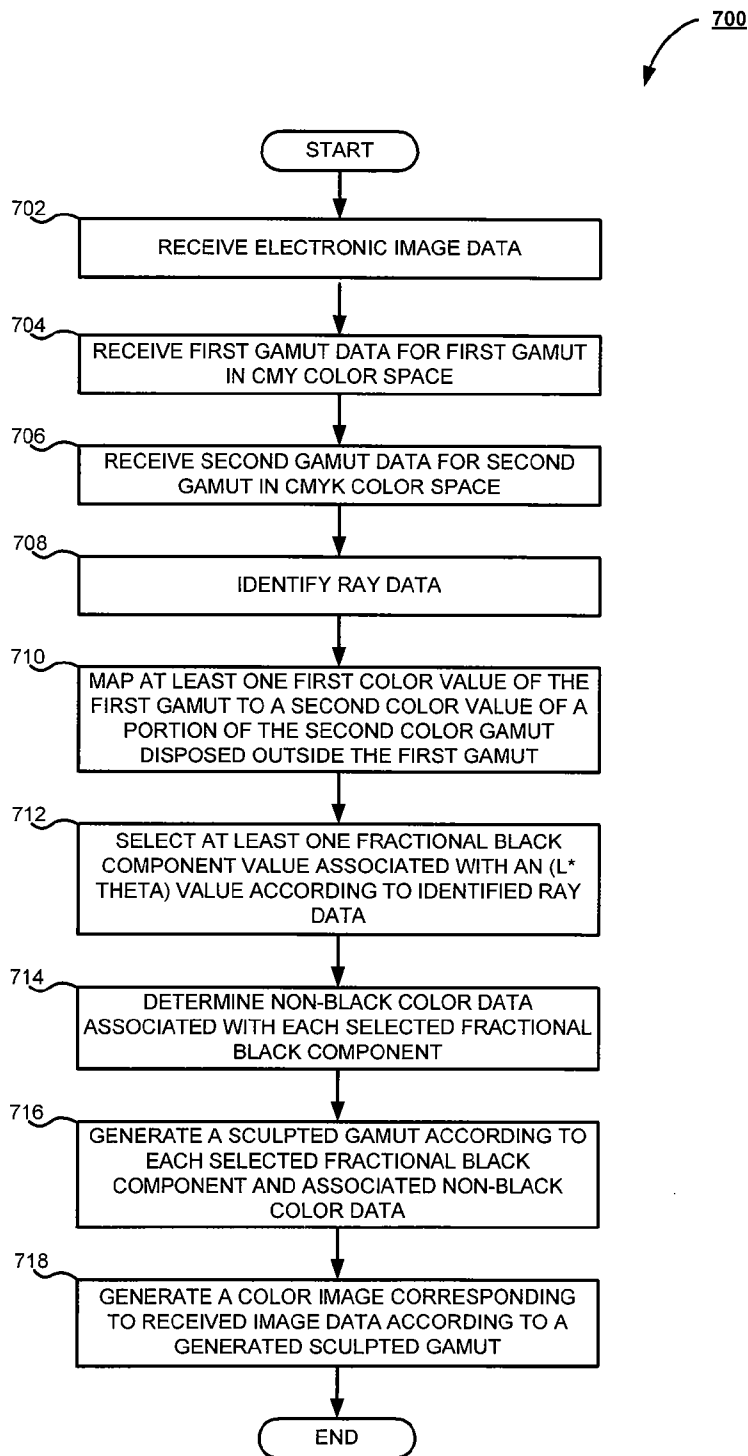 700
START
702
RECEIVE ELECTRONIC IMAGE DATA
704
RECEIVE FIRST GAMUT DATA FOR FIRST GAMUT
IN CMY COLOR SPACE
706
RECEIVE SECOND GAMUT DATA FOR SECOND
GAMUT IN CMYK COLOR SPACE
708
IDENTIFY RAY DATA
710
MAP AT LEAST ONE FIRST COLOR VALUE OF THE
FIRST GAMUT TO A SECOND COLOR VALUE OF A
PORTION OF THE SECOND COLOR GAMUT
DISPOSED OUTSIDE THE FIRST GAMUT
712
SELECT AT LEAST ONE FRACTIONAL BLACK
COMPONENT VALUE ASSOCIATED WITH AN (L*
THETA) VALUE ACCORDING TO IDENTIFIED RAY
DATA
714
DETERMINE NON-BLACK COLOR DATA
ASSOCIATED WITH EACH SELECTED FRACTIONAL
BLACK COMPONENT
716
GENERATE A SCULPTED GAMUT ACCORDING TO
EACH SELECTED FRACTIONAL BLACK
COMPONENT AND ASSOCIATED NON-BLACK
COLOR DATA
718
GENERATE A COLOR IMAGE CORRESPONDING
TO RECEIVED IMAGE DATA ACCORDING TO A
GENERATED SCULPTED GAMUT
END